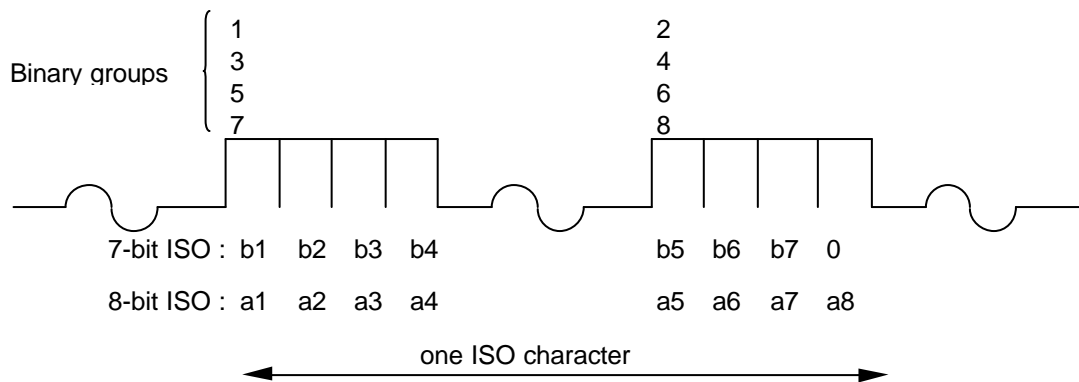 1 2
3 4
Binary groups
5 6
7 8
7-bit ISO : b1 b2 b3 b4 b5 b6 b7 0
8-bit ISO : a1 a2 a3 a4 a5 a6 a7 a8
one ISO character